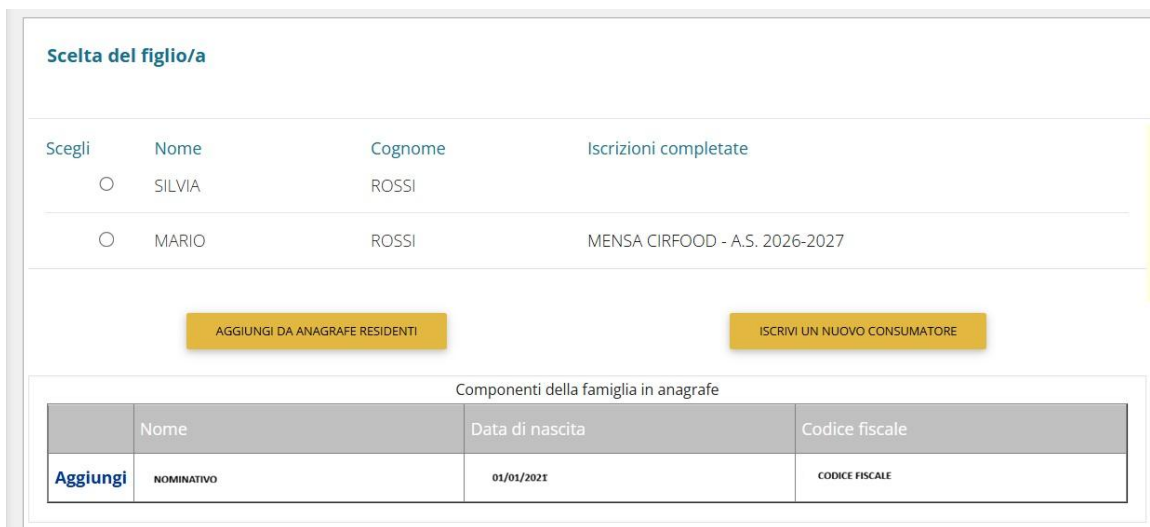 Scelta del figlio/a
Scegli Nome Cognome Iscrizioni completate
SILVIA ROSSI
MARIO ROSSI MENSA CIRFOOD - A.S. 2026-2027
AGGIUNGI DA ANAGRAFE RESIDENTI ISCRIVI UN NUOVO CONSUMATORE
Componenti della famiglia in anagrafe
Nome Data di nascita Codice fiscale
Aggiungi NOMINATIVO 01/01/2021 CODICE FISCALE